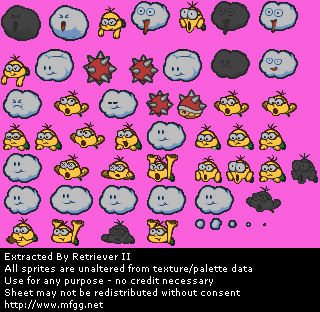 Extracted By Retriever II
All sprites are unaltered from texture/palette data
Use for any purpose - no credit necessary
Sheet may not be redistributed without consent
http://www.mfgg.net